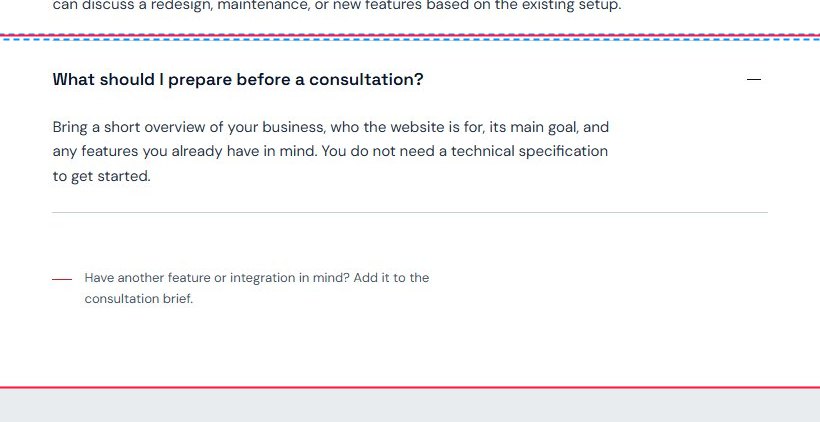 can discuss a redesign, maintenance, or new features based on the existing setup.
What should I prepare before a consultation?
Bring a short overview of your business, who the website is for, its main goal, and
any features you already have in mind. You do not need a technical specification
to get started.
Have another feature or integration in mind? Add it to the
consultation brief.